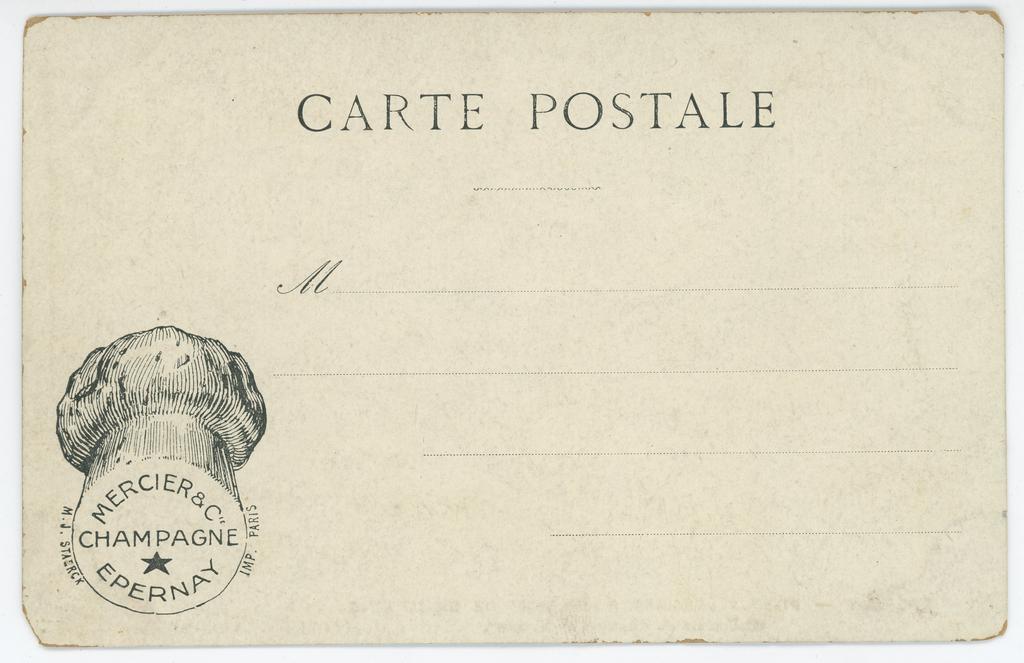 CARTE POSTALE
M
MERCIER & Cie
CHAMPAGNE
EPERNAY
M. J. STAERCK
IMP. PARIS